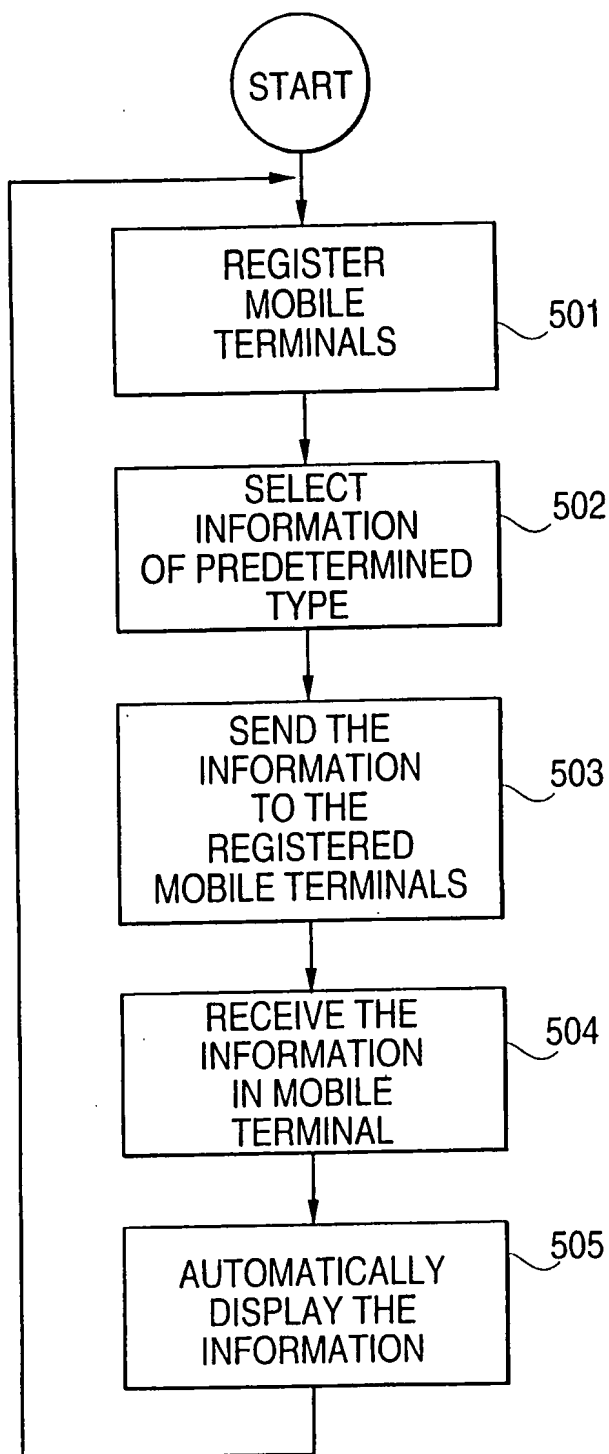 START
REGISTER
MOBILE
TERMINALS
501
SELECT
INFORMATION
OF PREDETERMINED
TYPE
502
SEND THE
INFORMATION
TO THE
REGISTERED
MOBILE TERMINALS
503
RECEIVE THE
INFORMATION
IN MOBILE
TERMINAL
504
AUTOMATICALLY
DISPLAY THE
INFORMATION
505